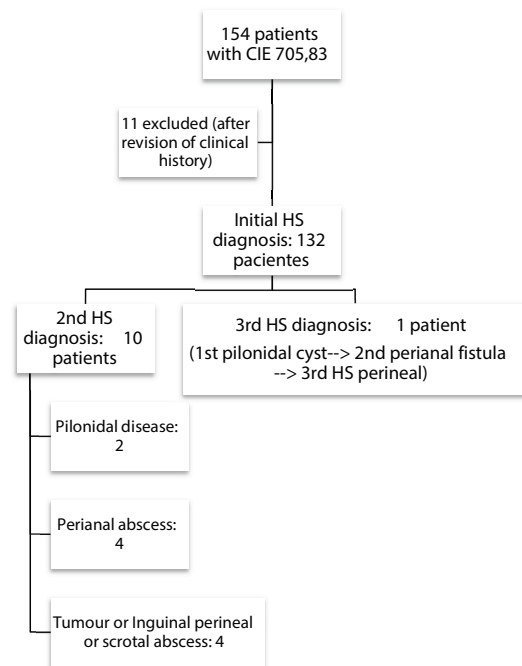 154 patients
with CIE 705,83
11 excluded (after
revision of clinical
history)
Initial HS
diagnosis: 132
pacientes
2nd HS
diagnosis: 10
patients
3rd HS diagnosis: 1 patient
(1st pilonidal cyst--> 2nd perianal fistula
--> 3rd HS perineal)
Pilonidal disease:
2
Perianal abscess:
4
Tumour or Inguinal perineal
or scrotal abscess: 4